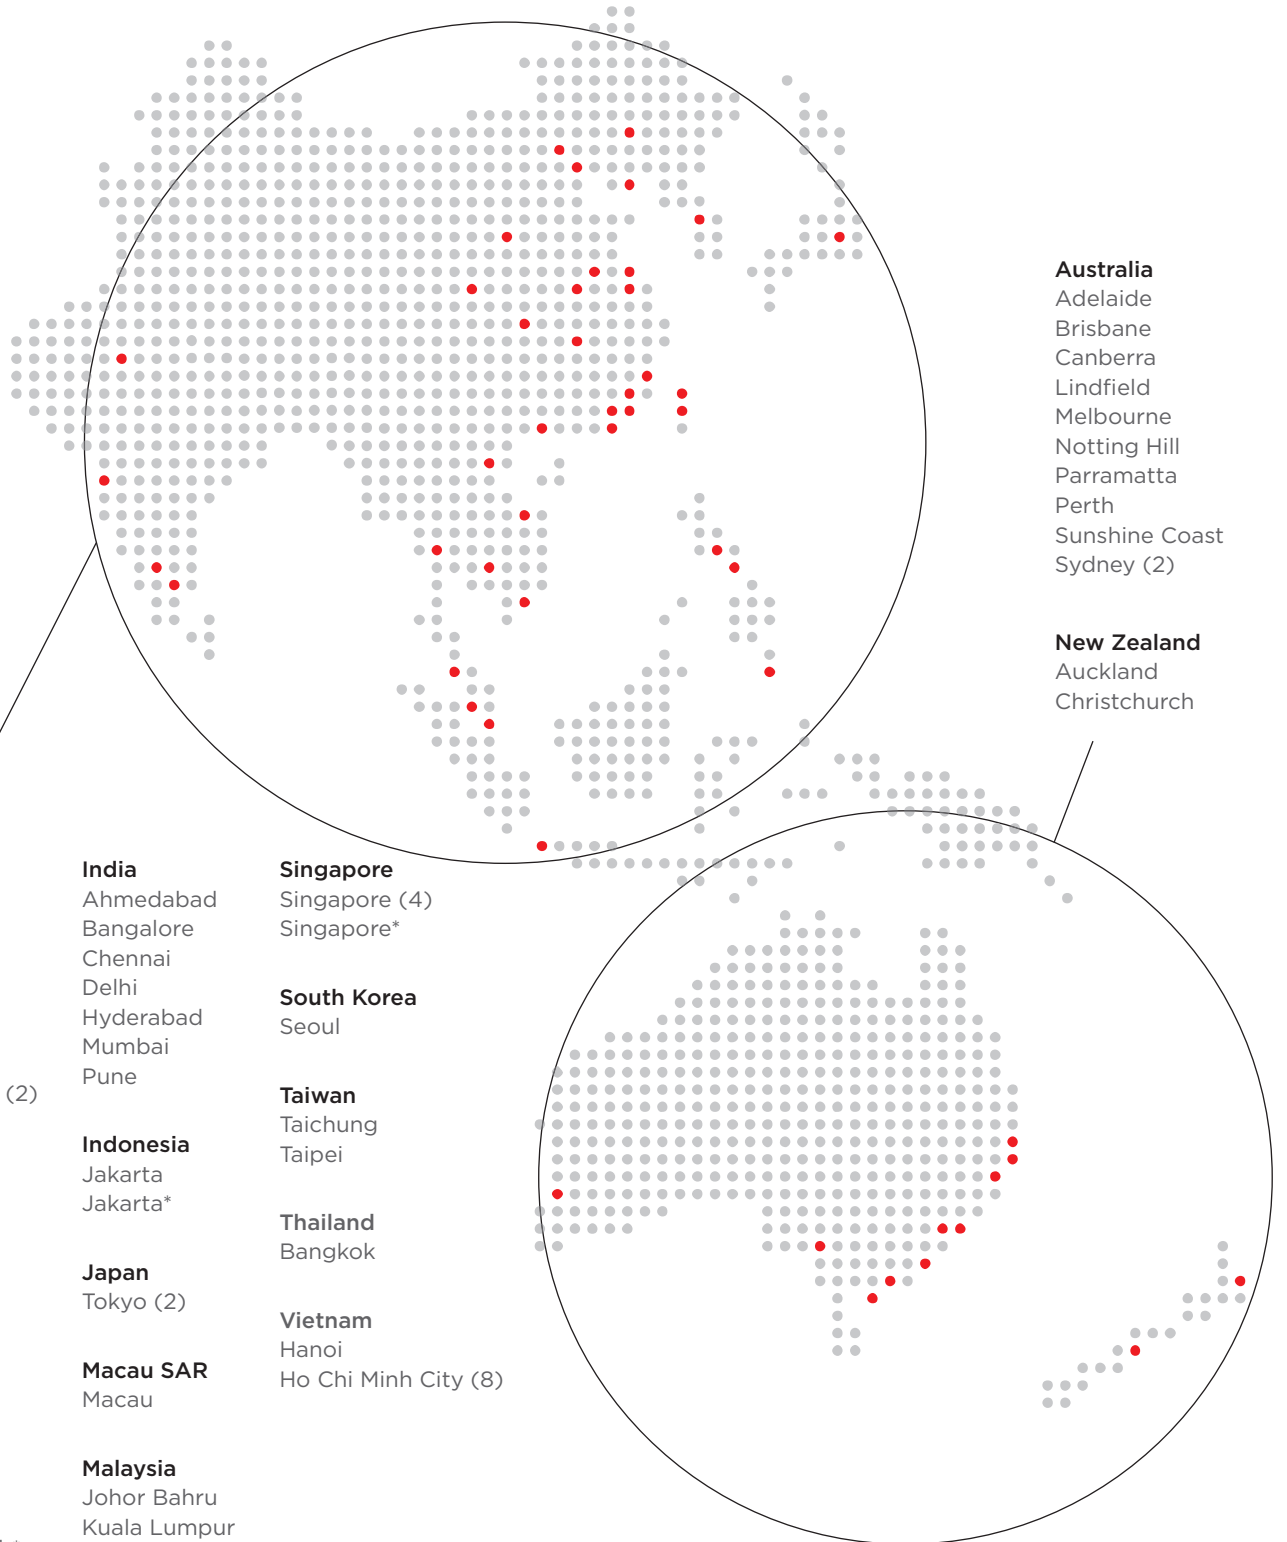 Australia
Adelaide
Brisbane
Canberra
Lindfield
Melbourne
Notting Hill
Parramatta
Perth
Sunshine Coast
Sydney (2)
New Zealand
Auckland
Christchurch
(2)
India
Ahmedabad
Bangalore
Chennai
Delhi
Hyderabad
Mumbai
Pune
Indonesia
Jakarta
Jakarta*
Japan
Tokyo (2)
Macau SAR
Macau
Malaysia
Johor Bahru
Kuala Lumpur
Singapore
Singapore (4)
Singapore*
South Korea
Seoul
Taiwan
Taichung
Taipei
Thailand
Bangkok
Vietnam
Hanoi
Ho Chi Minh City (8)